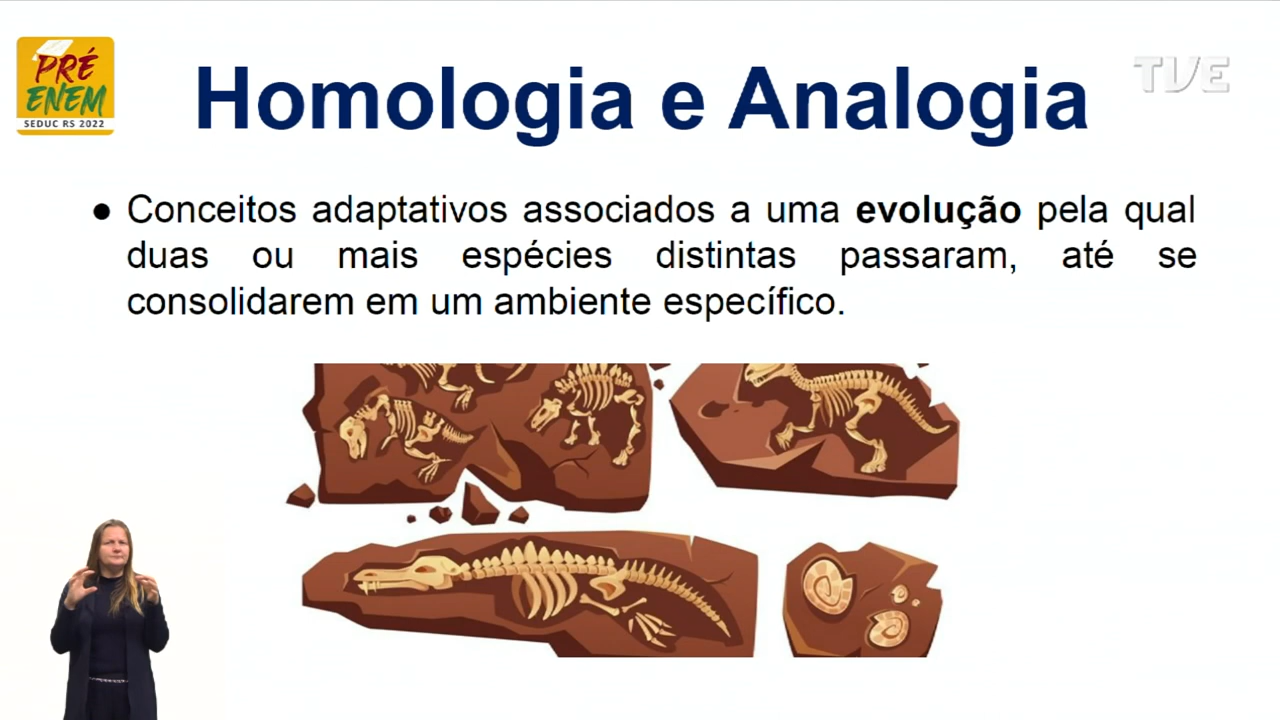 PRÉ
ENEM
SEDUC RS 2022
Homologia e Analogia
TVE
● Conceitos adaptativos associados a uma evolução pela qual
duas ou mais espécies distintas passaram, até se
consolidarem em um ambiente específico.